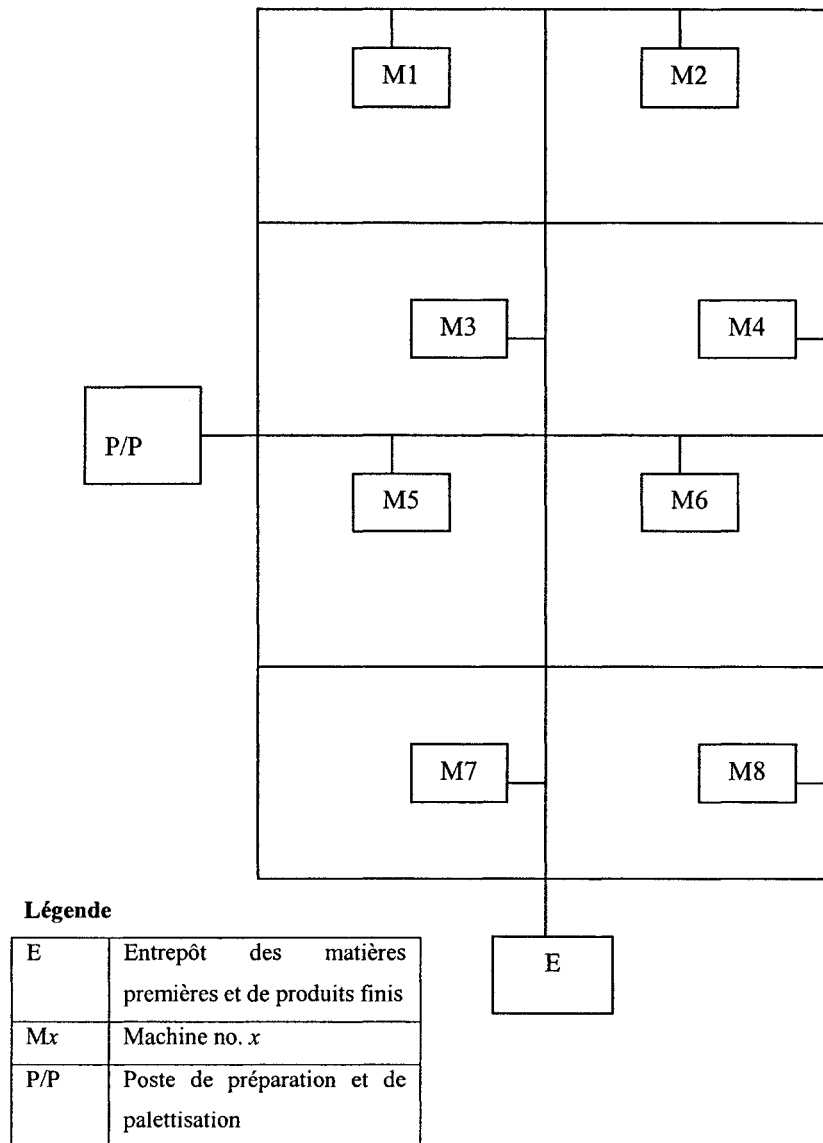 M1
M2
M3
M4
P/P
M5
M6
M7
M8
E
Légende
E Entrepôt des matières
premières et de produits finis
Mx Machine no. x
P/P Poste de préparation et de
palettisation